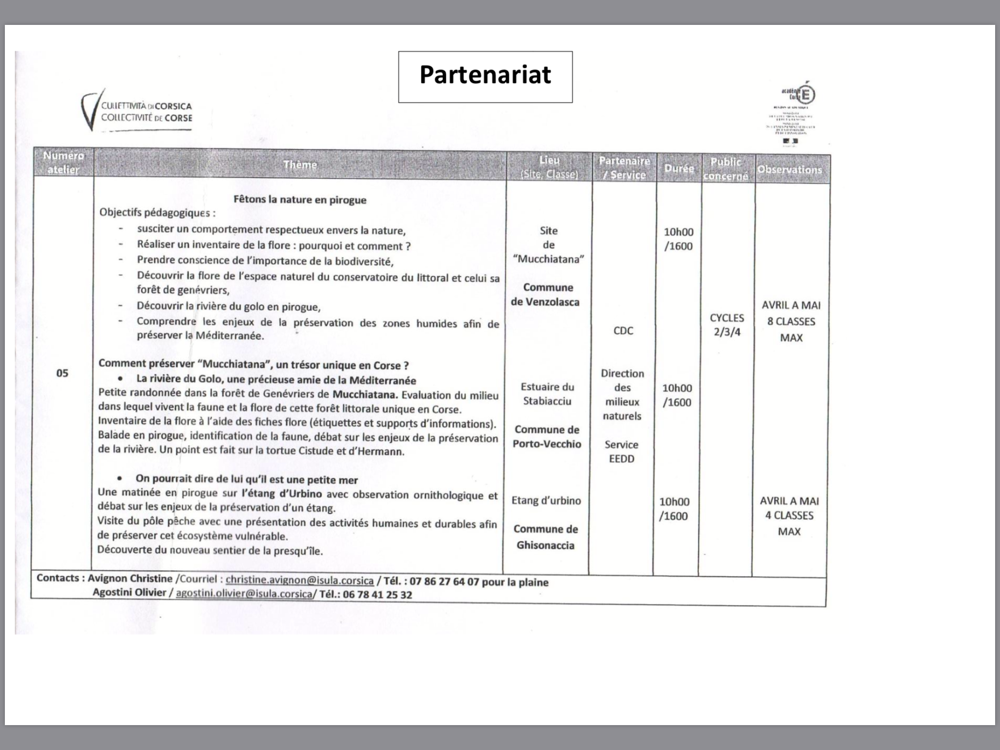 Partenariat
CULLETTIVITÀ DI CORSICA
COLLECTIVITÉ DE CORSE
académie
Corse
Numéro atelier
Thème
Lieu
(Site, Classe)
Partenaire
/ Service
Durée
Public
concerné
Observations
05
Fêtons la nature en pirogue
Objectifs pédagogiques :
- susciter un comportement respectueux envers la nature,
- Réaliser un inventaire de la flore : pourquoi et comment ?
- Prendre conscience de l'importance de la biodiversité,
- Découvrir la flore de l'espace naturel du conservatoire du littoral et celui sa
forêt de genévriers,
- Découvrir la rivière du golo en pirogue,
- Comprendre les enjeux de la préservation des zones humides afin de
préserver la Méditerranée.
Comment préserver “Mucchiatana”, un trésor unique en Corse ?
• La rivière du Golo, une précieuse amie de la Méditerranée
Petite randonnée dans la forêt de Genévriers de Mucchiatana. Evaluation du milieu
dans lequel vivent la faune et la flore de cette forêt littorale unique en Corse.
Inventaire de la flore à l'aide des fiches flore (étiquettes et supports d'informations).
Balade en pirogue, identification de la faune, débat sur les enjeux de la préservation
de la rivière. Un point est fait sur la tortue Cistude et d'Hermann.
• On pourrait dire de lui qu'il est une petite mer
Une matinée en pirogue sur l'étang d'Urbino avec observation ornithologique et
débat sur les enjeux de la préservation d'un étang.
Visite du pôle pêche avec une présentation des activités humaines et durables afin
de préserver cet écosystème vulnérable.
Découverte du nouveau sentier de la presqu'île.
Site
de
“Mucchiatana”
Commune
de Venzolasca
Estuaire du
Stabiacciu
Commune de
Porto-Vecchio
Etang d'urbino
Commune de
Ghisonaccia
CDC
Direction
des
milieux
naturels
Service
EEDD
10h00
/1600
10h00
/1600
10h00
/1600
CYCLES
2/3/4
AVRIL A MAI
8 CLASSES
MAX
AVRIL A MAI
4 CLASSES
MAX
Contacts : Avignon Christine /Courriel : christine.avignon@isula.corsica / Tél. : 07 86 27 64 07 pour la plaine
Agostini Olivier / agostini.olivier@isula.corsica/ Tél.: 06 78 41 25 32